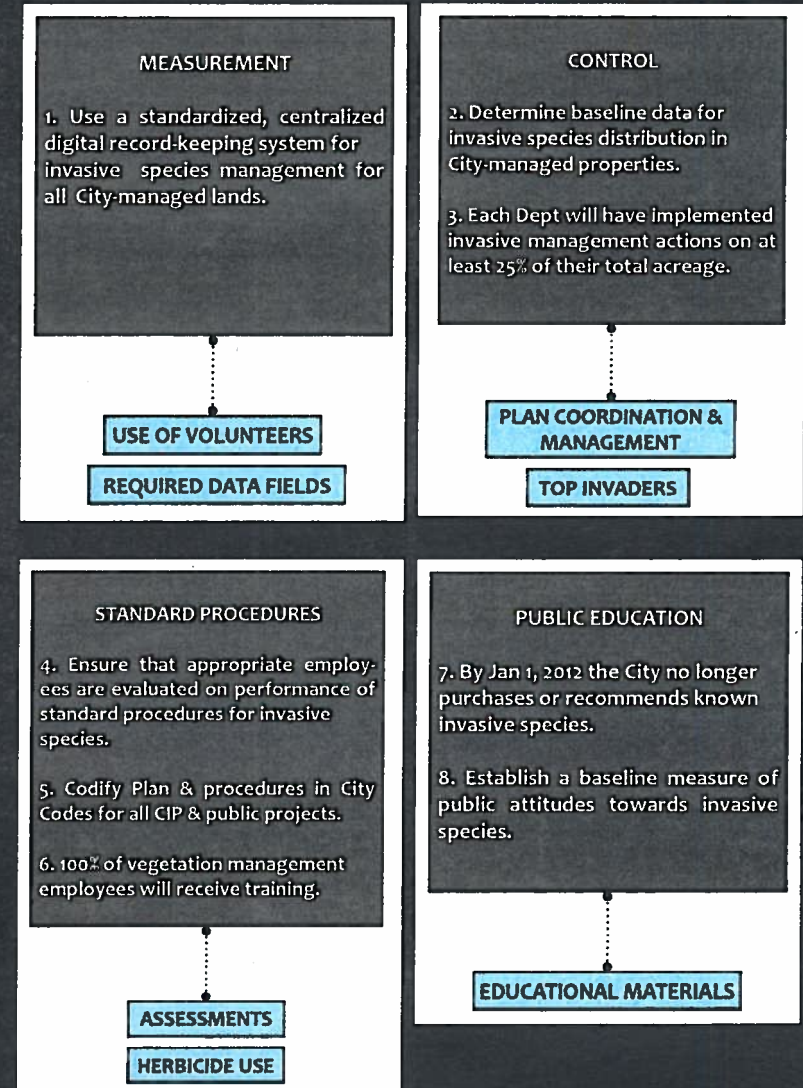 MEASUREMENT
1. Use a standardized, centralized
digital record-keeping system for
invasive species management for
all City-managed lands.
USE OF VOLUNTEERS
REQUIRED DATA FIELDS
CONTROL
2. Determine baseline data for
invasive species distribution in
City-managed properties.
3. Each Dept will have implemented
invasive management actions on at
least 25% of their total acreage.
PLAN COORDINATION &
MANAGEMENT
TOP INVADERS
STANDARD PROCEDURES
4. Ensure that appropriate employ-
ees are evaluated on performance of
standard procedures for invasive
species.
5. Codify Plan & procedures in City
Codes for all CIP & public projects.
6. 100% of vegetation management
employees will receive training.
ASSESSMENTS
HERBICIDE USE
PUBLIC EDUCATION
7. By Jan 1, 2012 the City no longer
purchases or recommends known
invasive species.
8. Establish a baseline measure of
public attitudes towards invasive
species.
EDUCATIONAL MATERIALS